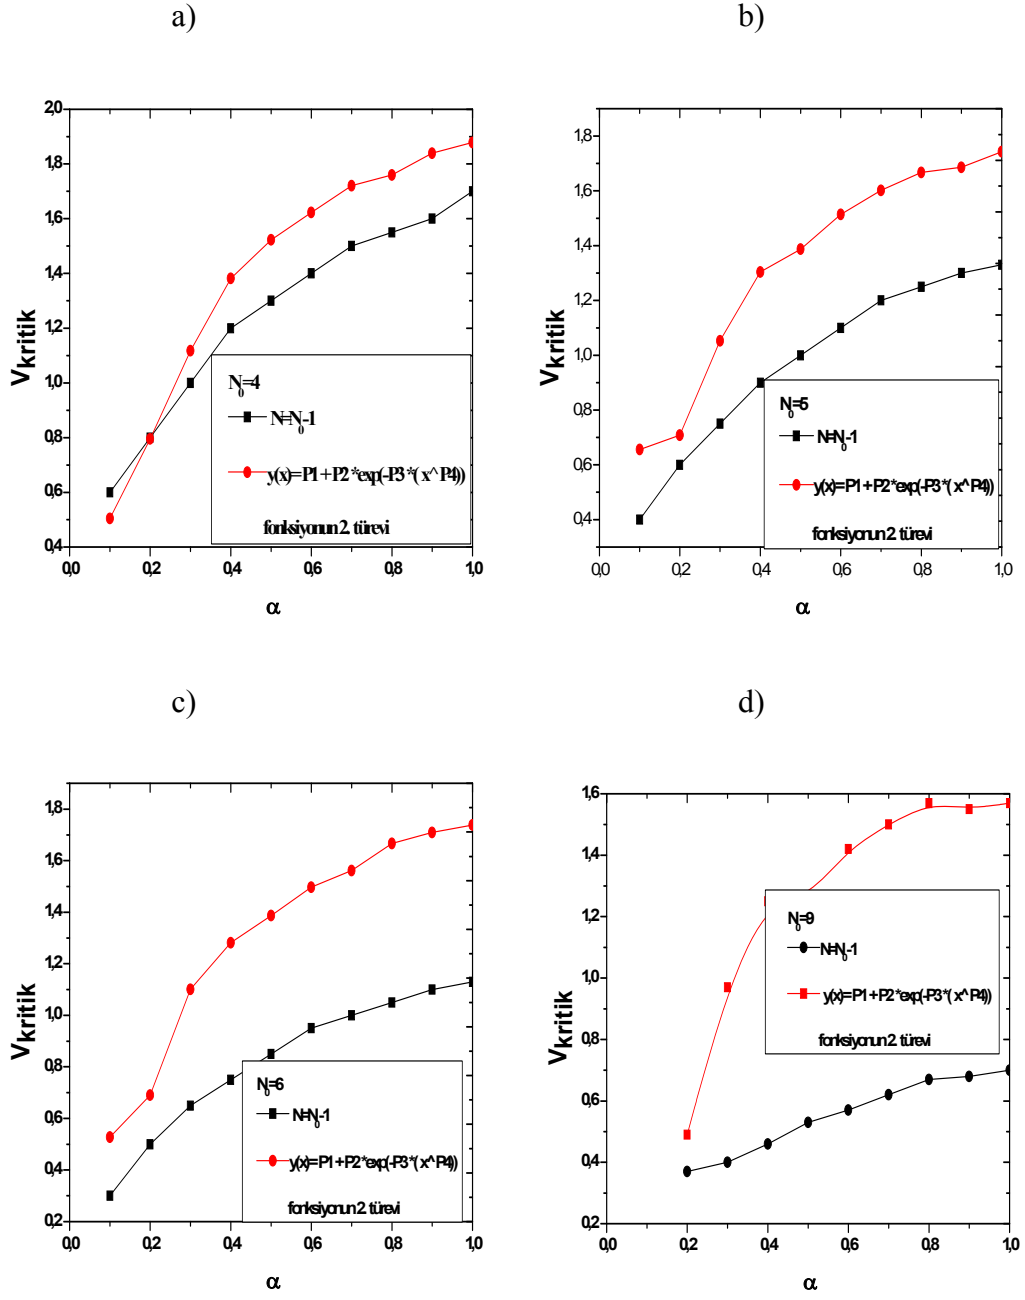 a)
2,0
1,8
1,6
1,4
1,2
1,0
0,8
0,6
0,4
0,0
0,2
0,4
0,6
0,8
1,0
Vkritik
α
N0=4
N=N0-1
y(x)=P1+P2*exp(-P3*(x^P4))
fonksiyonun 2. türevi
b)
1,8
1,6
1,4
1,2
1,0
0,8
0,6
0,4
0,0
0,2
0,4
0,6
0,8
1,0
Vkritik
α
N0=5
N=N0-1
y(x)=P1+P2*exp(-P3*(x^P4))
fonksiyonun 2. türevi
c)
1,8
1,6
1,4
1,2
1,0
0,8
0,6
0,4
0,2
0,0
0,2
0,4
0,6
0,8
1,0
Vkritik
α
N0=6
N=N0-1
y(x)=P1+P2*exp(-P3*(x^P4))
fonksiyonun 2. türevi
d)
1,6
1,4
1,2
1,0
0,8
0,6
0,4
0,2
0,0
0,2
0,4
0,6
0,8
1,0
Vkritik
α
N0=9
N=N0-1
y(x)=P1+P2*exp(-P3*(x^P4))
fonksiyonun 2. türevi